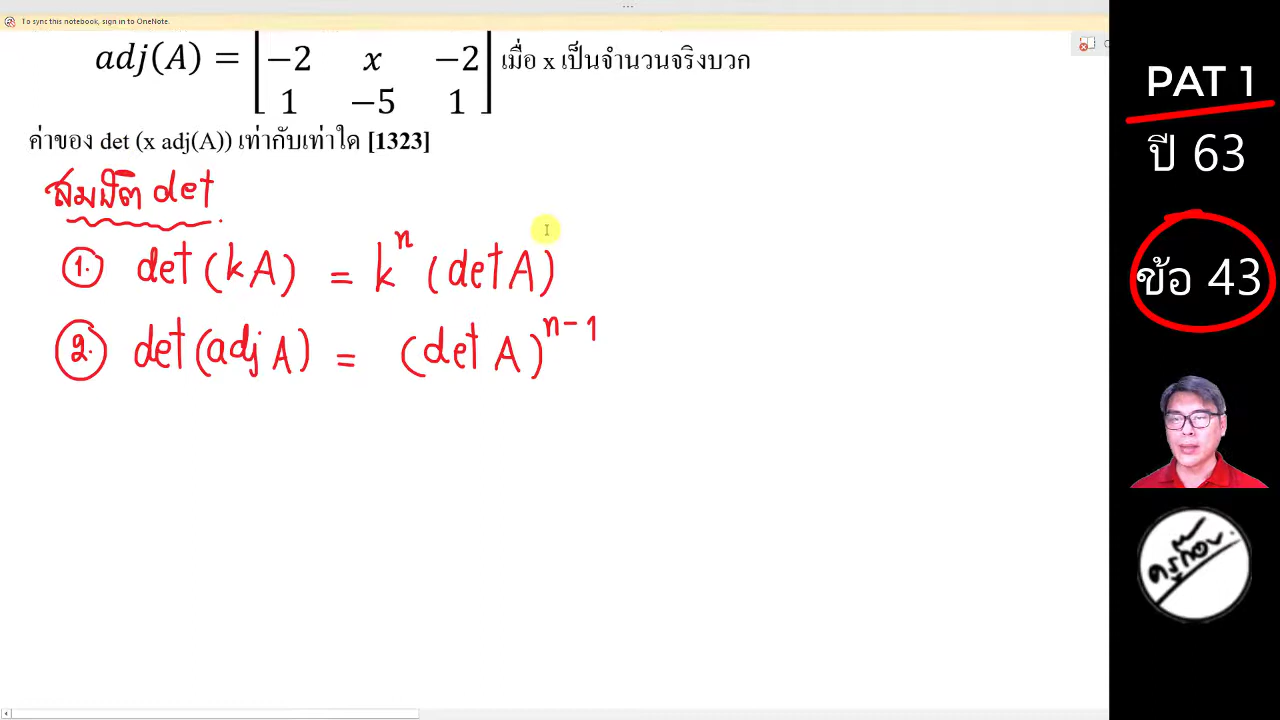 To sync this notebook, sign in to OneNote.
adj(A) = [ −2 x −2 เมื่อ x เป็นจำนวนจริงบวก
1 −5 1 ]
ค่าของ det (x adj(A)) เท่ากับเท่าใด [1323]
สมบัติ det
1. det (kA) = kⁿ (det A)
2. det (adj A) = (det A)ⁿ⁻¹
PAT 1
ปี 63
ข้อ 43
ครูก๊อบ